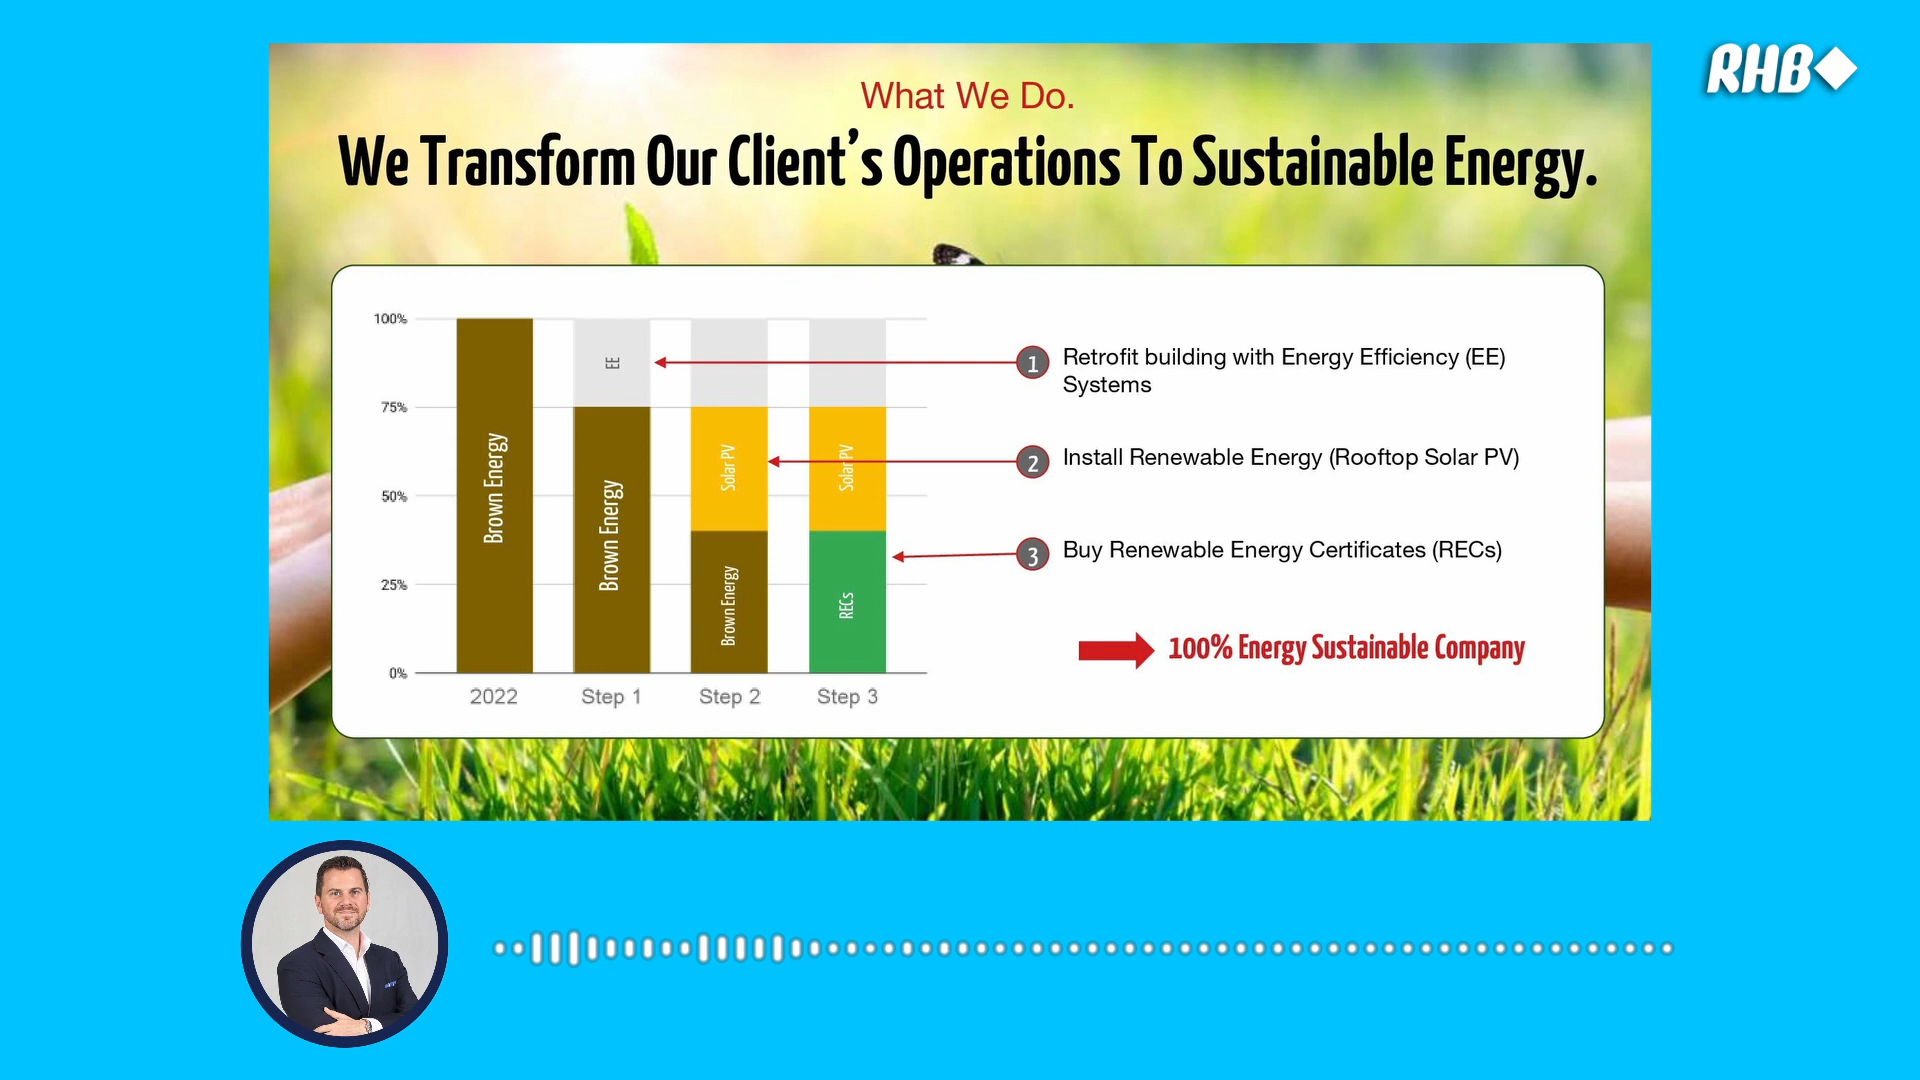 RHB
What We Do.
We Transform Our Client's Operations To Sustainable Energy.
100%
75%
50%
25%
0%
Brown Energy
EE
Brown Energy
Solar PV
Brown Energy
Solar PV
RECs
2022
Step 1
Step 2
Step 3
1 Retrofit building with Energy Efficiency (EE)
Systems
2 Install Renewable Energy (Rooftop Solar PV)
3 Buy Renewable Energy Certificates (RECs)
100% Energy Sustainable Company